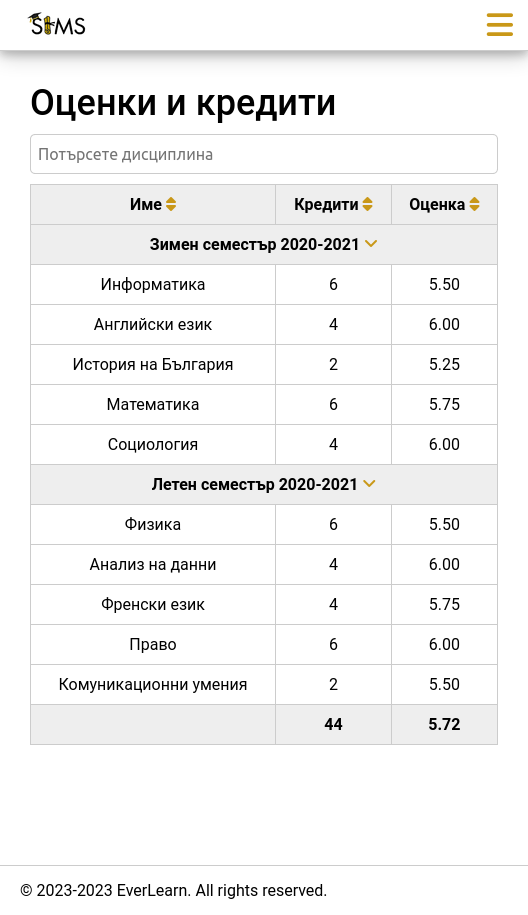 SIMS
Оценки и кредити
Потърсете дисциплина
Име Кредити Оценка
Зимен семестър 2020-2021
Информатика 6 5.50
Английски език 4 6.00
История на България 2 5.25
Математика 6 5.75
Социология 4 6.00
Летен семестър 2020-2021
Физика 6 5.50
Анализ на данни 4 6.00
Френски език 4 5.75
Право 6 6.00
Комуникационни умения 2 5.50
44 5.72
© 2023-2023 EverLearn. All rights reserved.